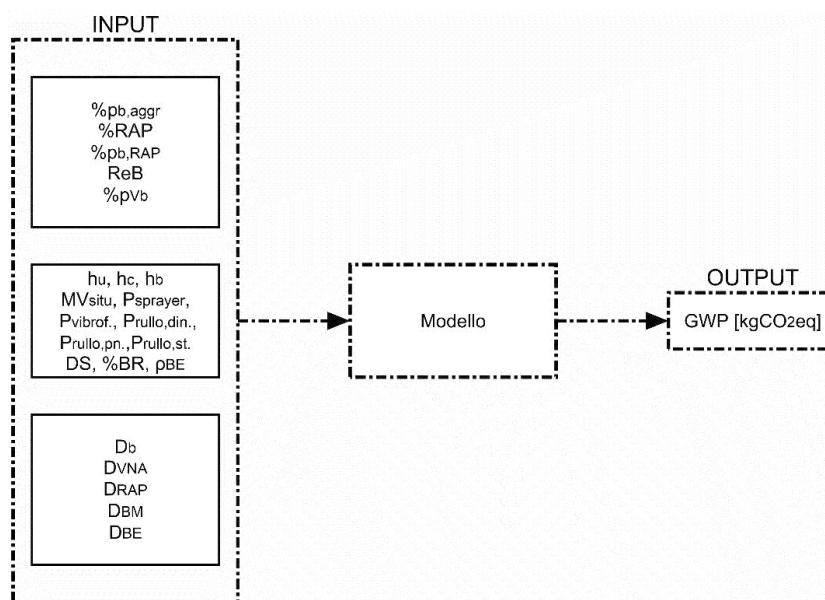 INPUT
%pb,aggr
%RAP
%pb,RAP
ReB
%pVb
hu, hc, hb
MVsitu, Psprayer,
Pvibrof., Prullo,din.,
Prullo,pn.,Prullo,st.
DS, %BR, ρBE
Db
DVNA
DRAP
DBM
DBE
Modello
OUTPUT
GWP [kgCO2eq]